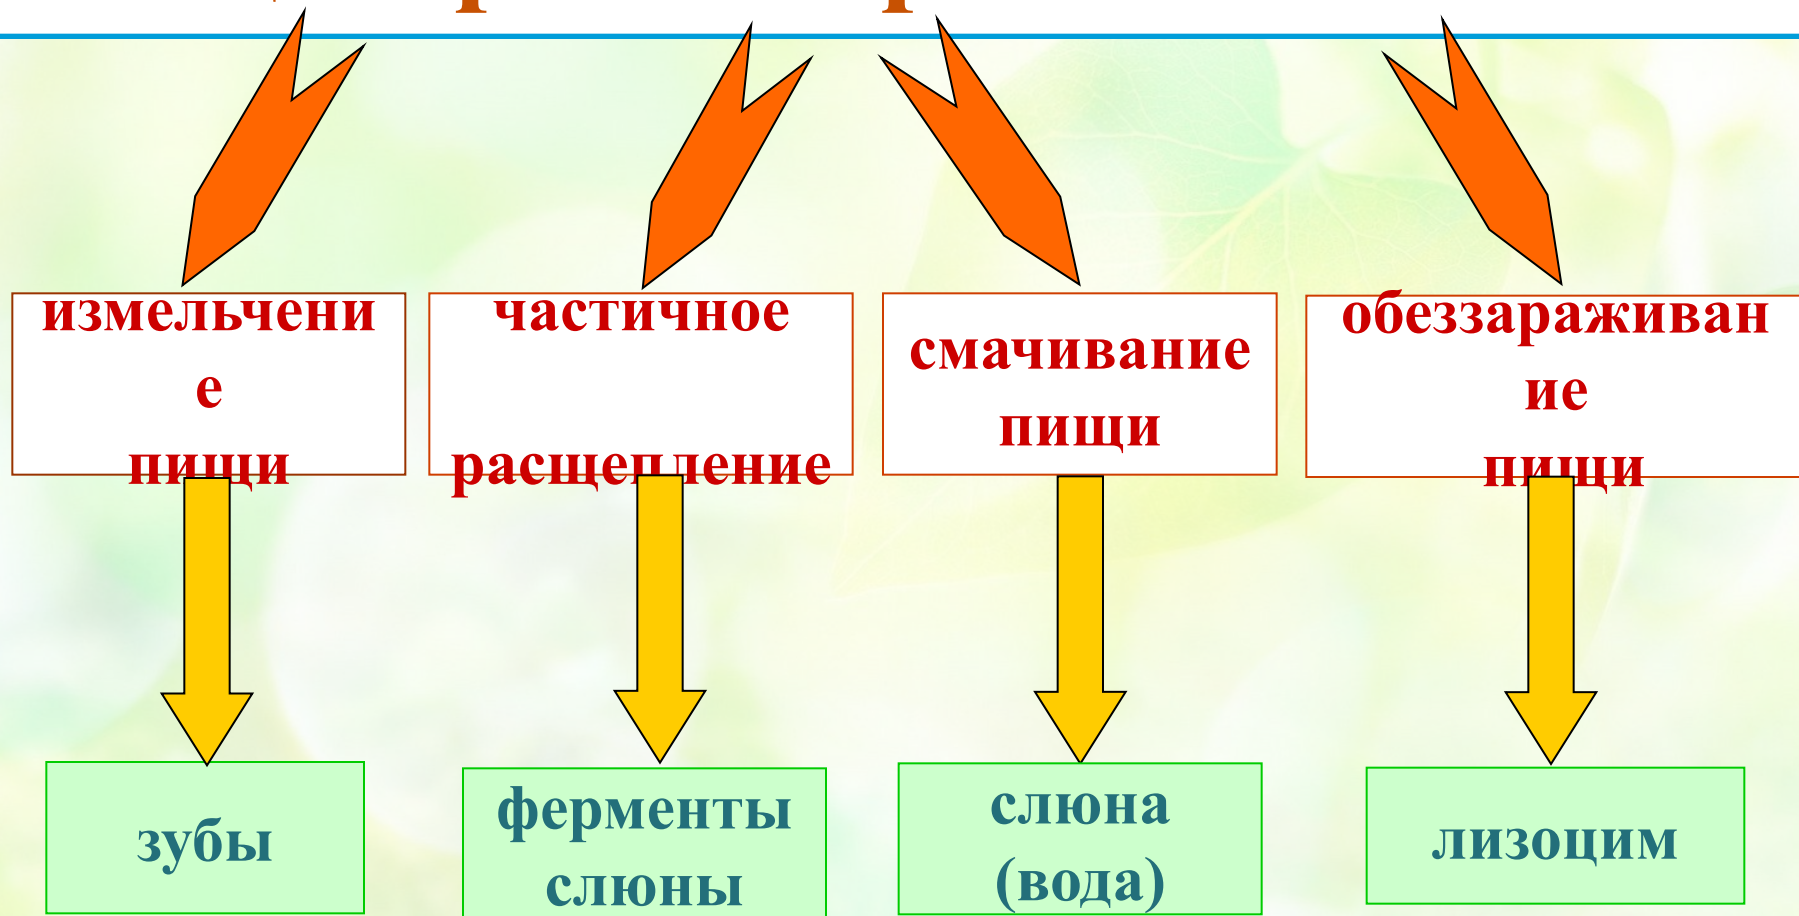 измельчени
е
пищи
частичное
расщепление
смачивание
пищи
обеззараживан
ие
пищи
зубы
ферменты
слюны
слюна
(вода)
лизоцим